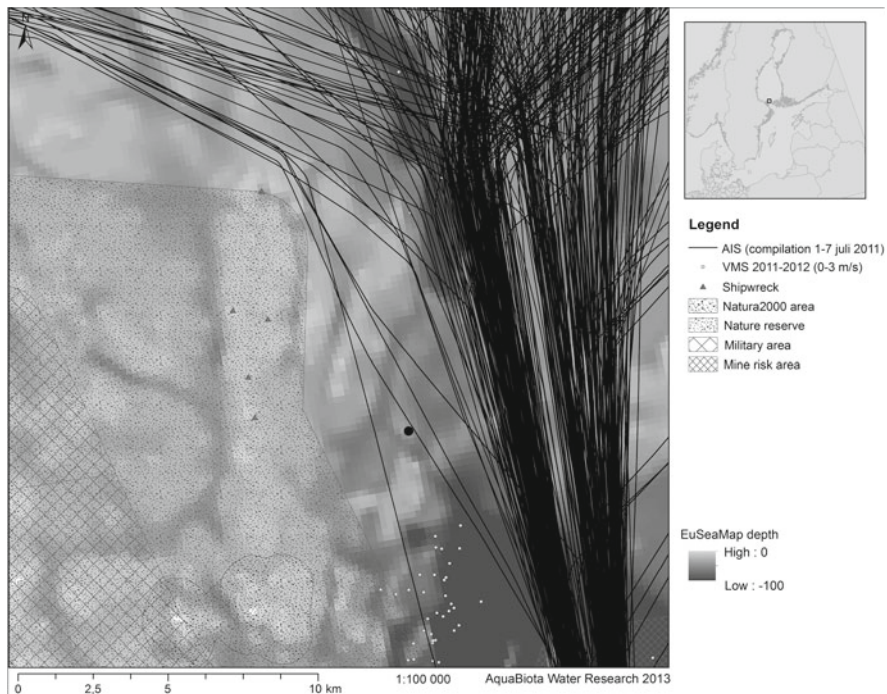 N
Legend
AIS (compilation 1-7 juli 2011)
VMS 2011-2012 (0-3 m/s)
Shipwreck
Natura2000 area
Nature reserve
Military area
Mine risk area
EuSeaMap depth
High : 0
Low : -100
0 2,5 5 10 km
1:100 000
AquaBiota Water Research 2013